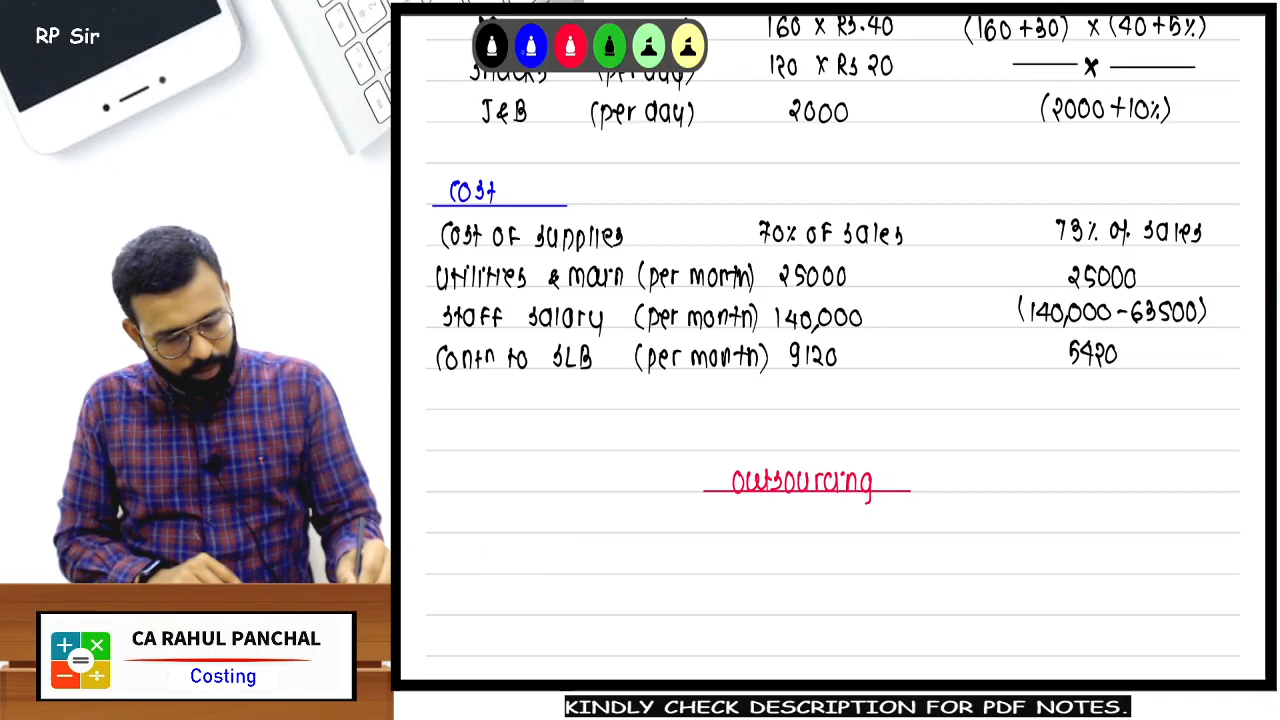 RP Sir
160 x Rs.40 (160 +30) x (40 +5%)
Snacks (per day) 120 x Rs 20 x
J&B (per day) 2000 (2000 +10%)
Cost
Cost of supplies 70% of sales 73% of sales
Utilities & main (per month) 25000 25000
Staff salary (per month) 140,000 (140,000 - 63500)
Contn to SLB (per month) 9120 5420
Outsourcing
CA RAHUL PANCHAL
Costing
KINDLY CHECK DESCRIPTION FOR PDF NOTES.